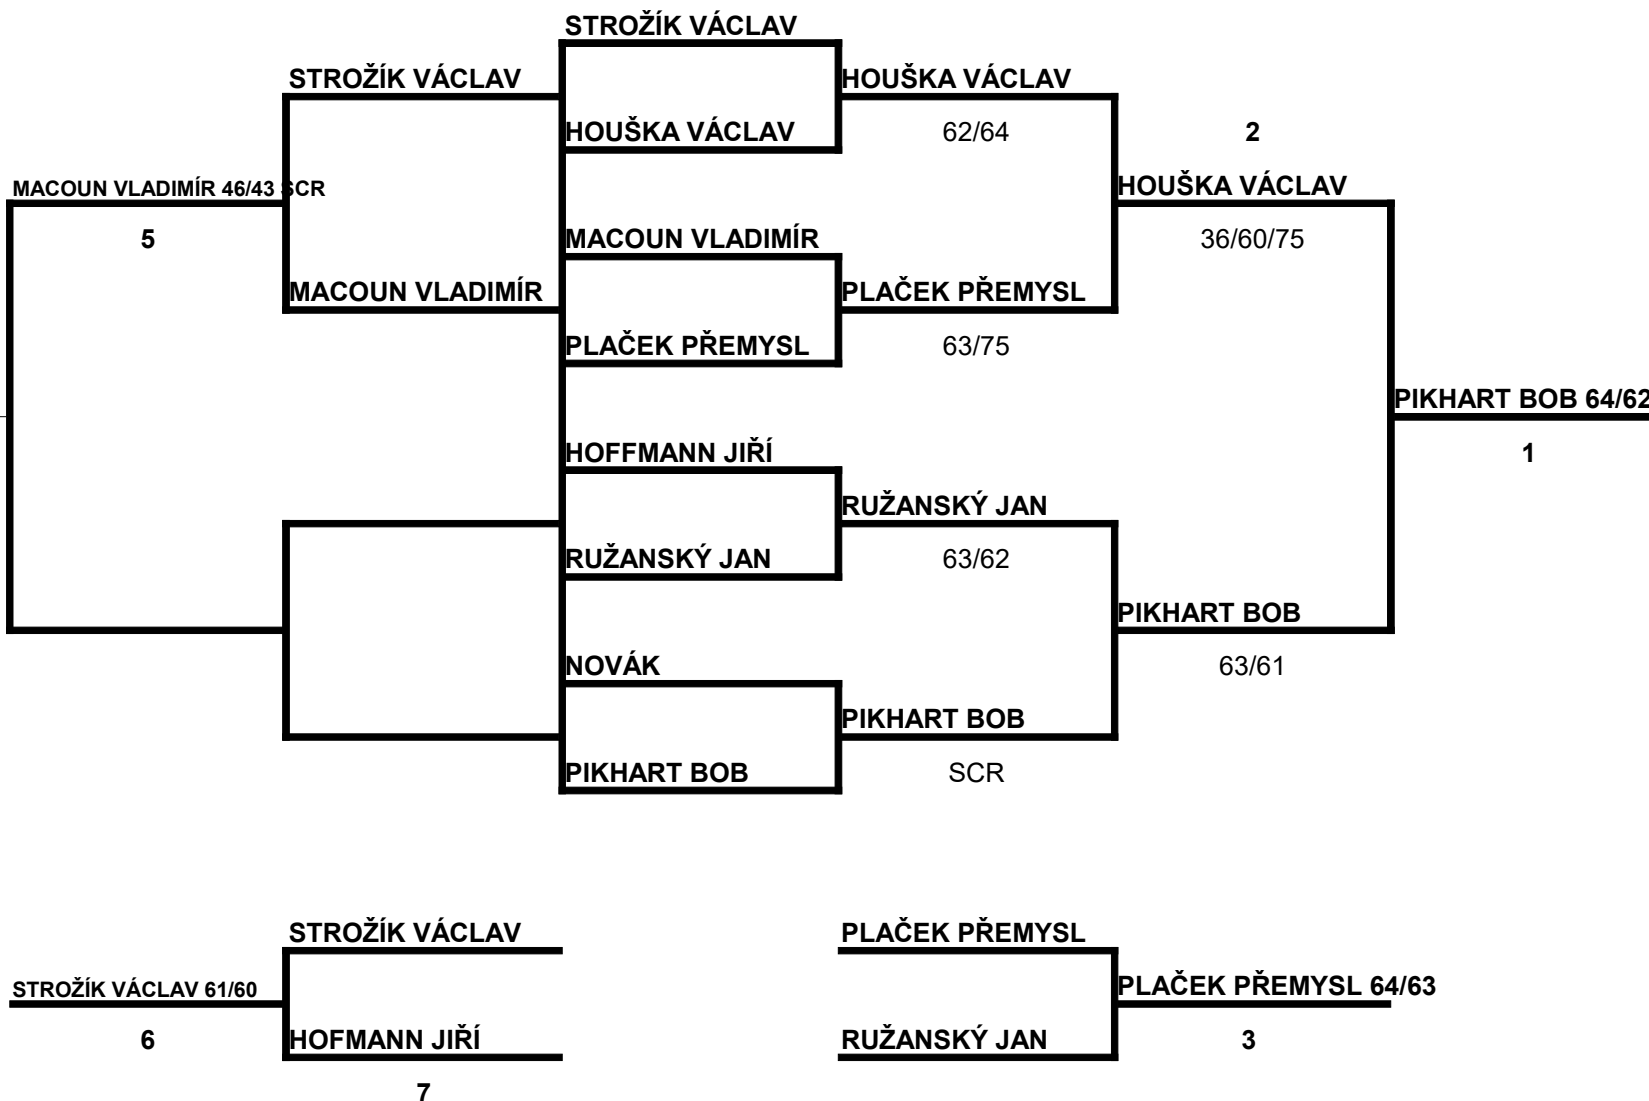 STROŽÍK VÁCLAV
STROŽÍK VÁCLAV
HOUŠKA VÁCLAV
HOUŠKA VÁCLAV
62/64
2
MACOUN VLADIMÍR 46/43 SCR
HOUŠKA VÁCLAV
5
MACOUN VLADIMÍR
36/60/75
MACOUN VLADIMÍR
PLAČEK PŘEMYSL
PLAČEK PŘEMYSL
63/75
PIKHART BOB 64/62
HOFFMANN JIŘÍ
1
RUŽANSKÝ JAN
RUŽANSKÝ JAN
63/62
PIKHART BOB
NOVÁK
63/61
PIKHART BOB
PIKHART BOB
SCR
STROŽÍK VÁCLAV
PLAČEK PŘEMYSL
STROŽÍK VÁCLAV 61/60
PLAČEK PŘEMYSL 64/63
6
HOFMANN JIŘÍ
RUŽANSKÝ JAN
3
7